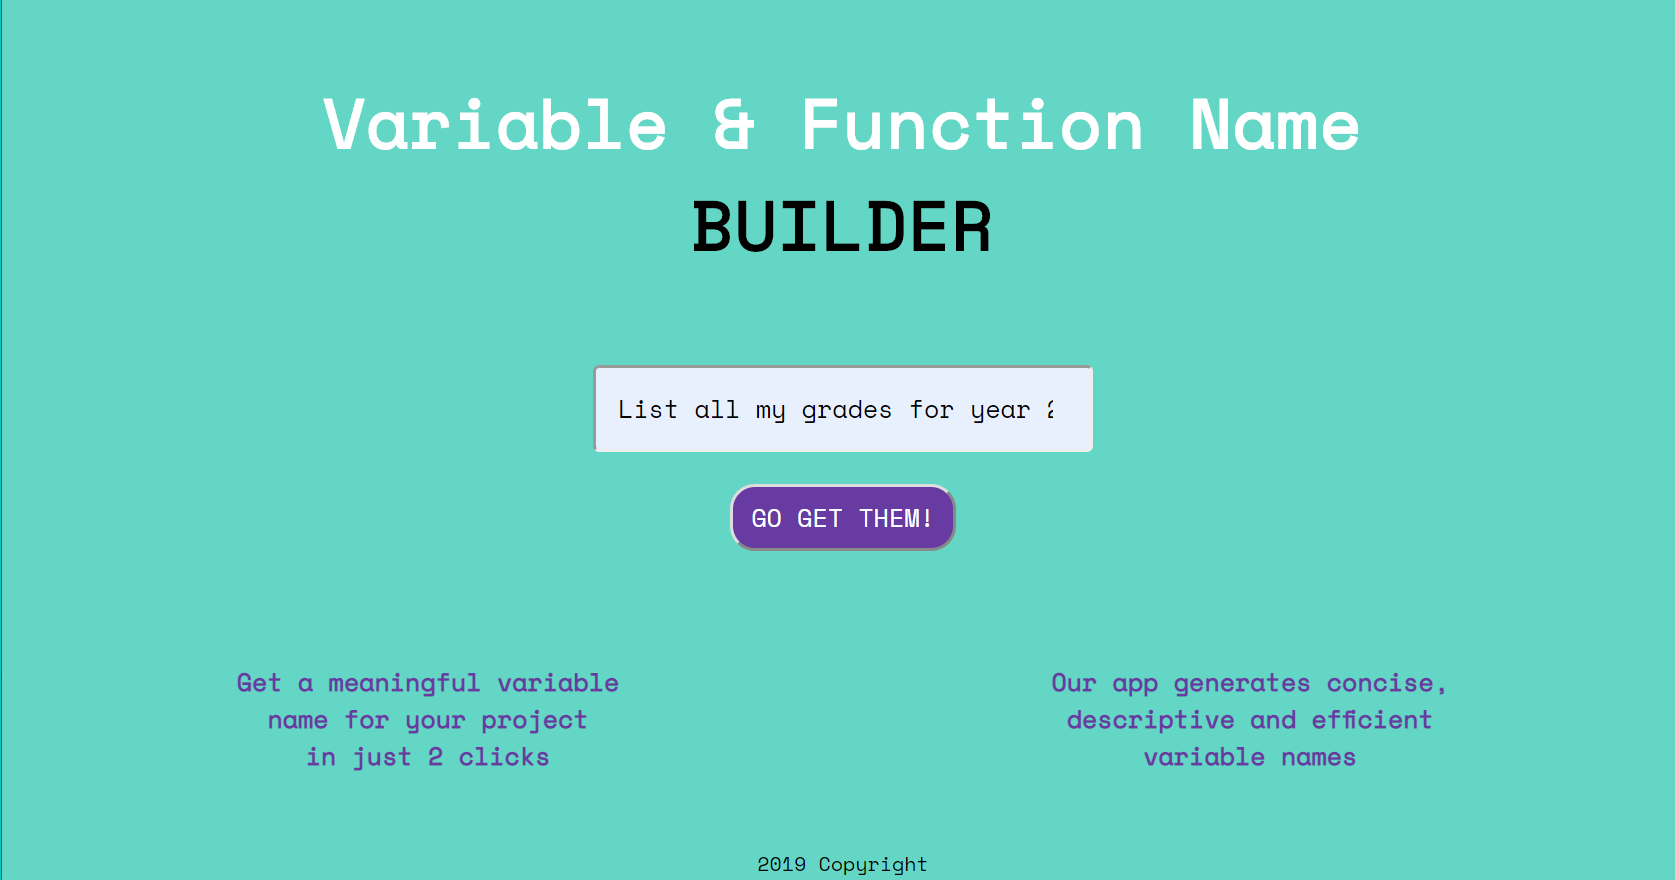 Variable & Function Name
BUILDER
List all my grades for year
GO GET THEM!
Get a meaningful variable
name for your project
in just 2 clicks
Our app generates concise,
descriptive and efficient
variable names
2019 Copyright